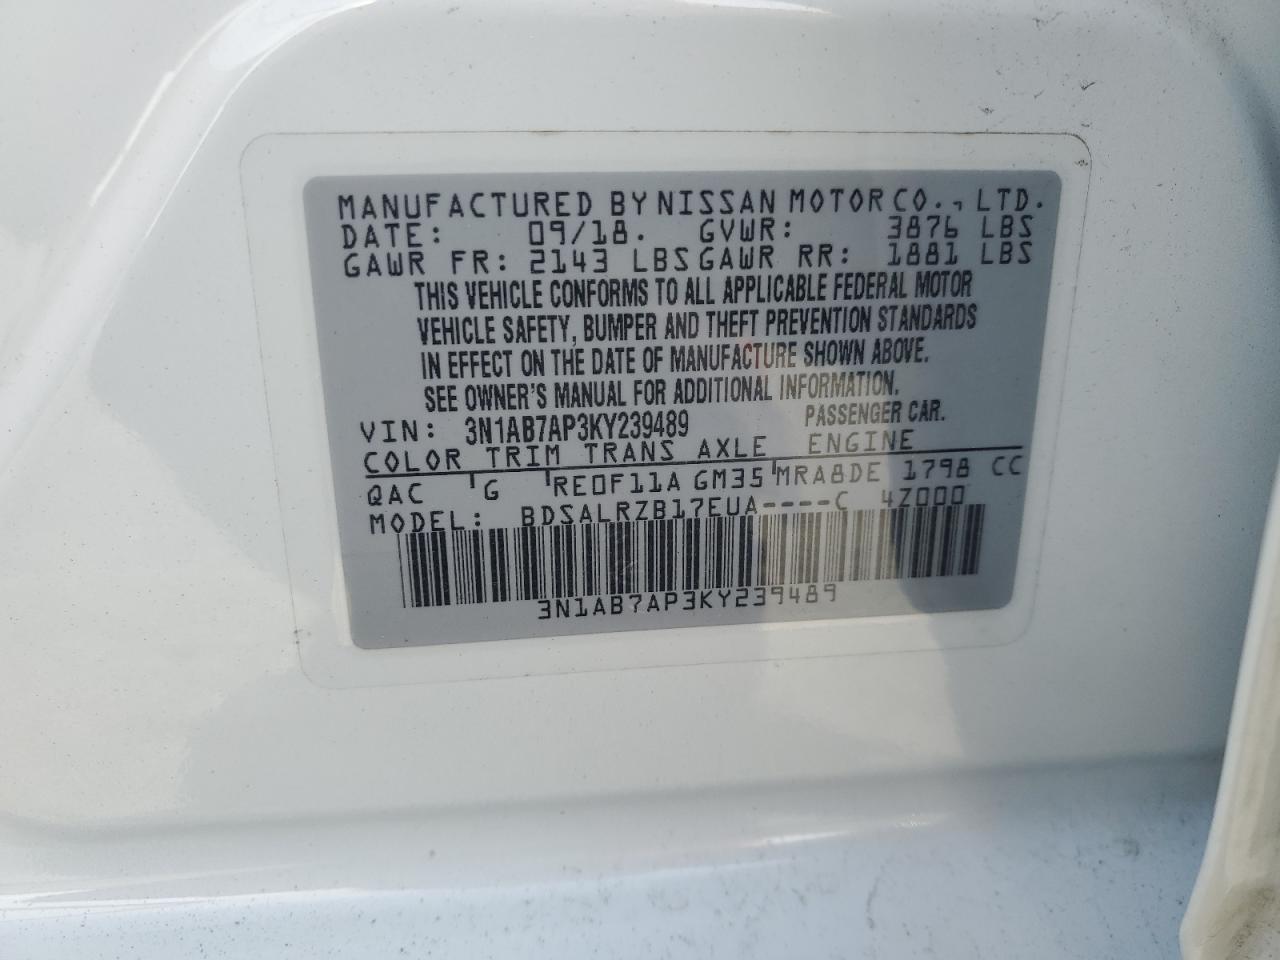 MANUFACTURED BY NISSAN MOTOR CO., LTD.
DATE: 09/18. GVWR: 3876 LBS
GAWR FR: 2143 LBS GAWR RR: 1881 LBS
THIS VEHICLE CONFORMS TO ALL APPLICABLE FEDERAL MOTOR
VEHICLE SAFETY, BUMPER AND THEFT PREVENTION STANDARDS
IN EFFECT ON THE DATE OF MANUFACTURE SHOWN ABOVE.
SEE OWNER'S MANUAL FOR ADDITIONAL INFORMATION.
VIN: 3N1AB7AP3KY239489 PASSENGER CAR.
COLOR TRIM TRANS AXLE ENGINE
QAC G RE0F11A GM35 MRA8DE 1798 CC
MODEL: BDSALRZB17EUA----C 4Z000
3N1AB7AP3KY239489